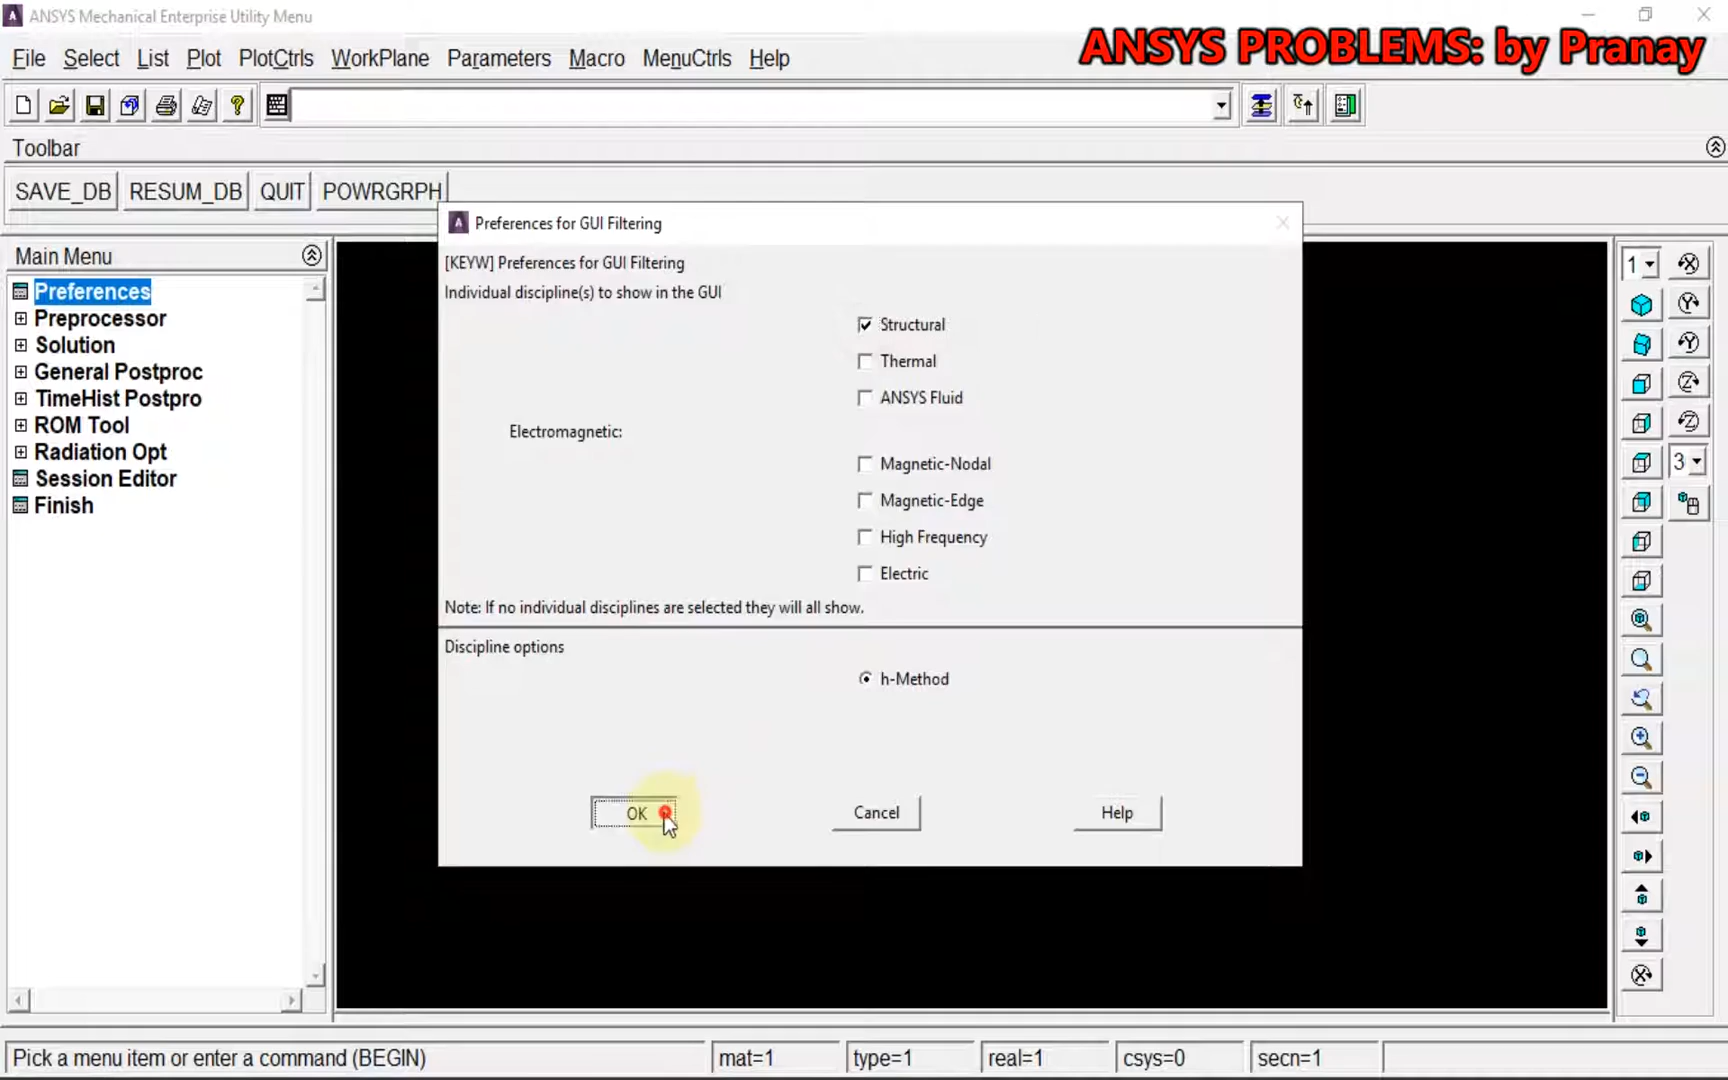 ANSYS Mechanical Enterprise Utility Menu
File Select List Plot PlotCtrls WorkPlane Parameters Macro MenuCtrls Help
ANSYS PROBLEMS: by Pranay
Toolbar
SAVE_DB RESUM_DB QUIT POWRGRPH
Main Menu
Preferences
Preprocessor
Solution
General Postproc
TimeHist Postpro
ROM Tool
Radiation Opt
Session Editor
Finish
Preferences for GUI Filtering
[KEYW] Preferences for GUI Filtering
Individual discipline(s) to show in the GUI
Structural
Thermal
ANSYS Fluid
Electromagnetic:
Magnetic-Nodal
Magnetic-Edge
High Frequency
Electric
Note: If no individual disciplines are selected they will all show.
Discipline options
h-Method
OK Cancel Help
1
3
Pick a menu item or enter a command (BEGIN) mat=1 type=1 real=1 csys=0 secn=1